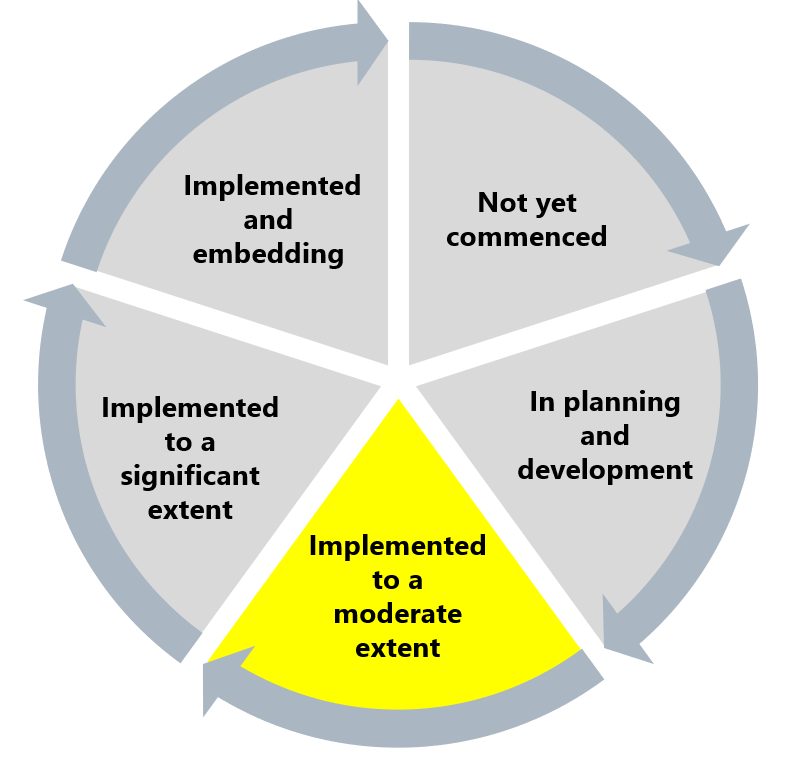 Not yet
commenced
In planning
and
development
Implemented
to a
moderate
extent
Implemented
to a
significant
extent
Implemented
and
embedding